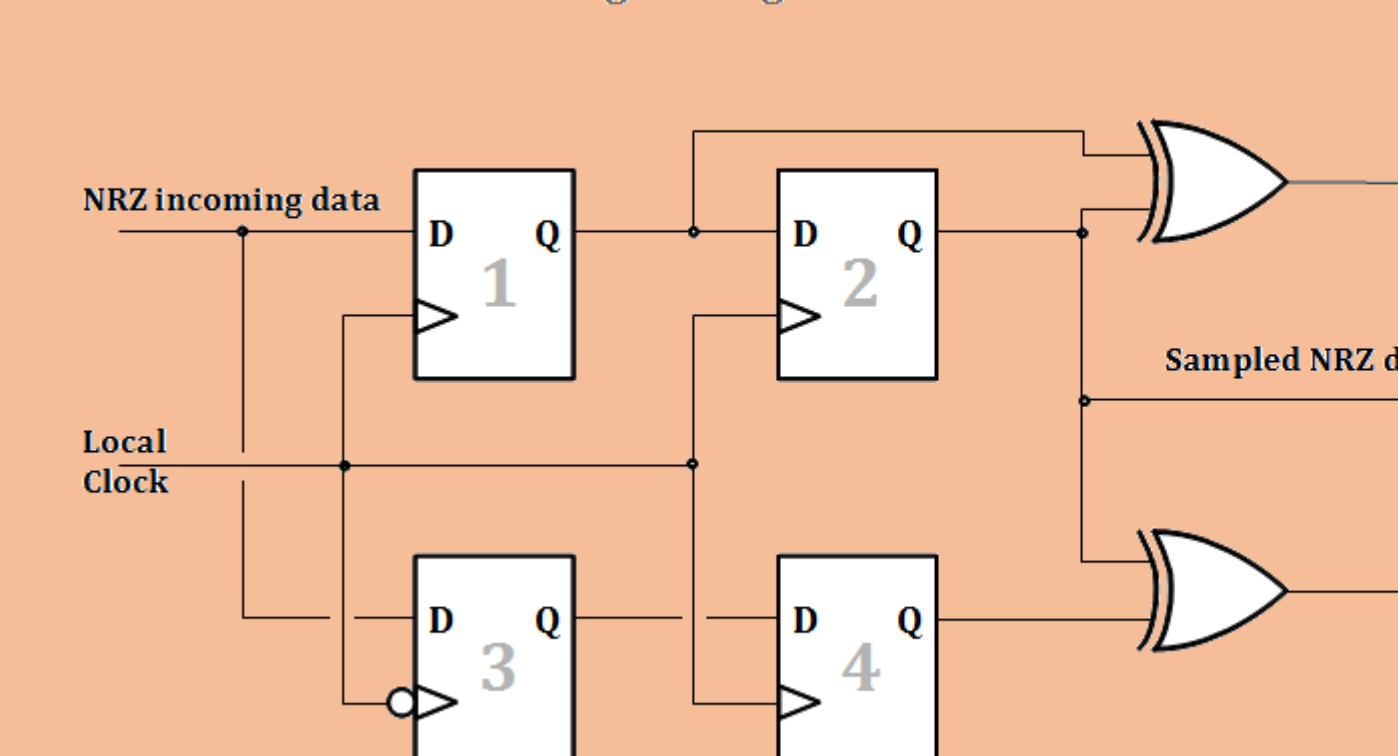 NRZ incoming data
D Q
1
D Q
2
Sampled NRZ
Local
Clock
D Q
3
D Q
4